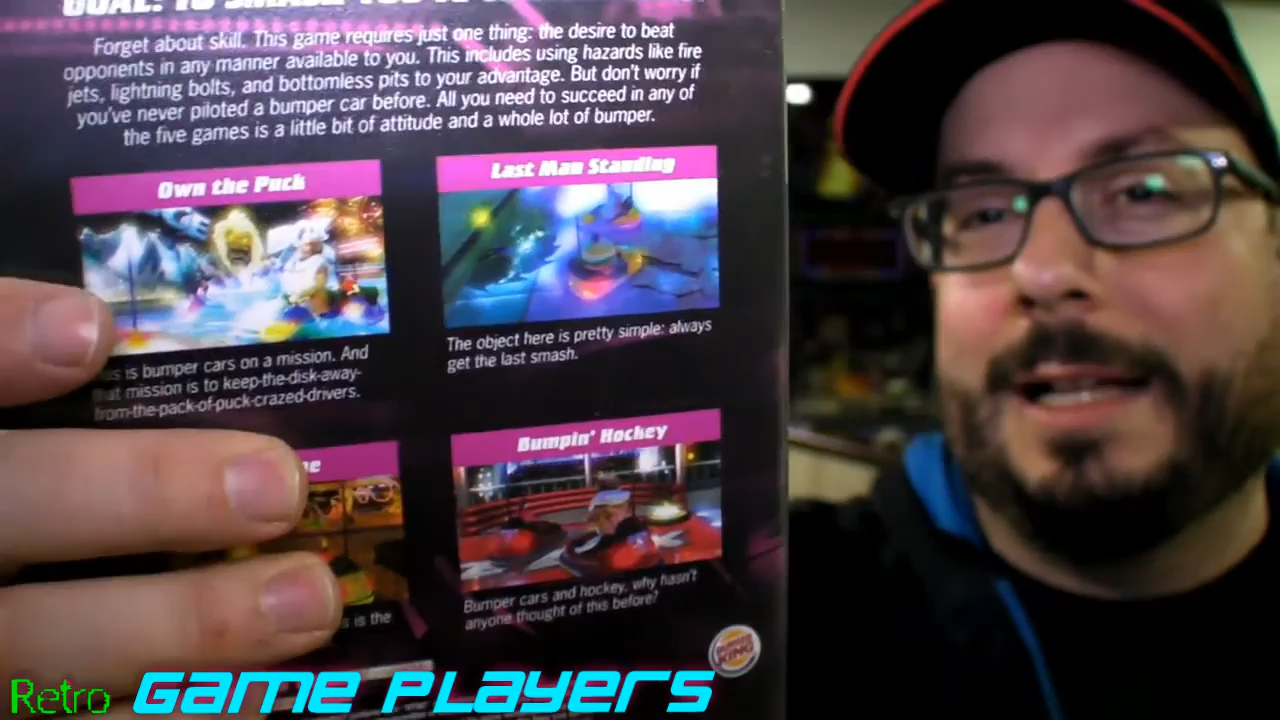 GOAL: TO SMASH
Forget about skill. This game requires just one thing: the desire to beat
opponents in any manner available to you. This includes using hazards like fire
jets, lightning bolts, and bottomless pits to your advantage. But don't worry if
you've never piloted a bumper car before. All you need to succeed in any of
the five games is a little bit of attitude and a whole lot of bumper.
Own the Puck
is bumper cars on a mission. And
that mission is to keep-the-disk-away-
from-the-pack-of-puck-crazed-drivers.
Last Man Standing
The object here is pretty simple: always
get the last smash.
is the
Bumpin' Hockey
Bumper cars and hockey, why hasn't
anyone thought of this before?
BURGER
KING
Retro GAME PLAYERS